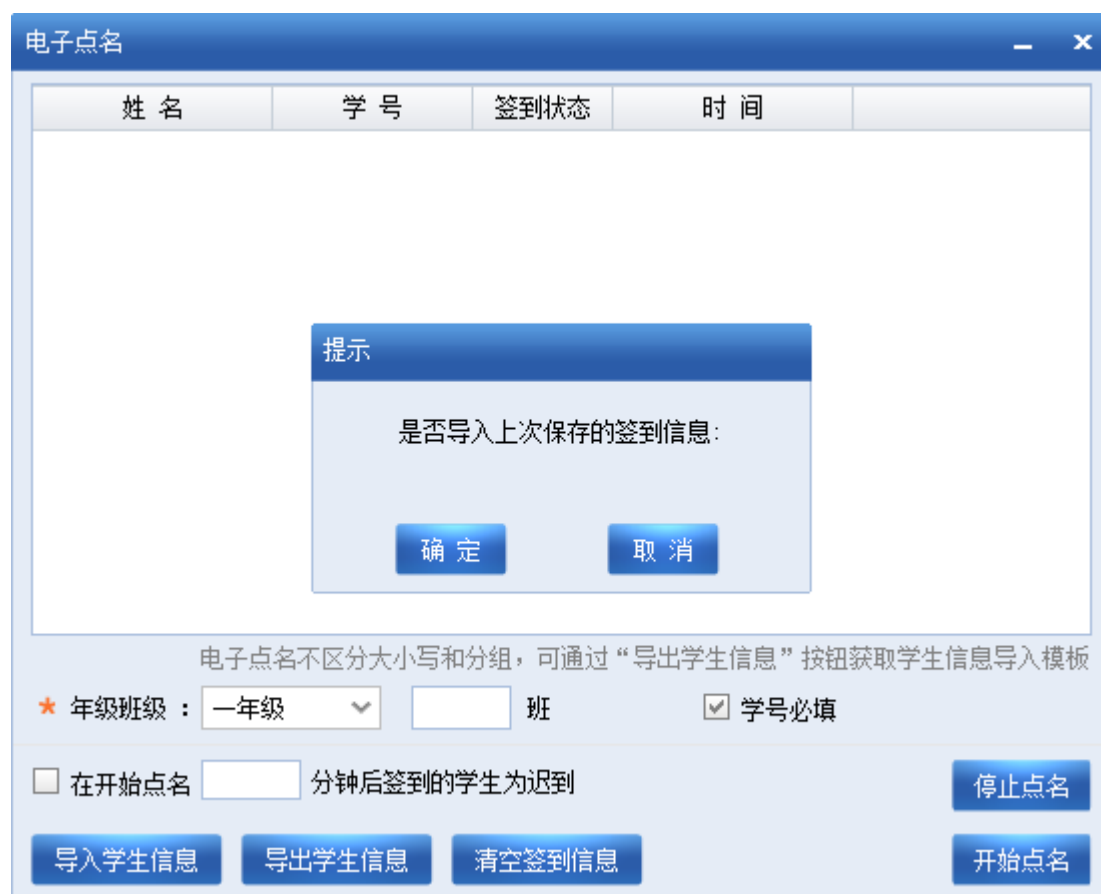 电子点名
姓 名 学 号 签到状态 时 间
提示
是否导入上次保存的签到信息:
确 定 取 消
电子点名不区分大小写和分组，可通过“导出学生信息”按钮获取学生信息导入模板
* 年级班级 : 一年级 班 学号必填
在开始点名 分钟后签到的学生为迟到 停止点名
导入学生信息 导出学生信息 清空签到信息 开始点名